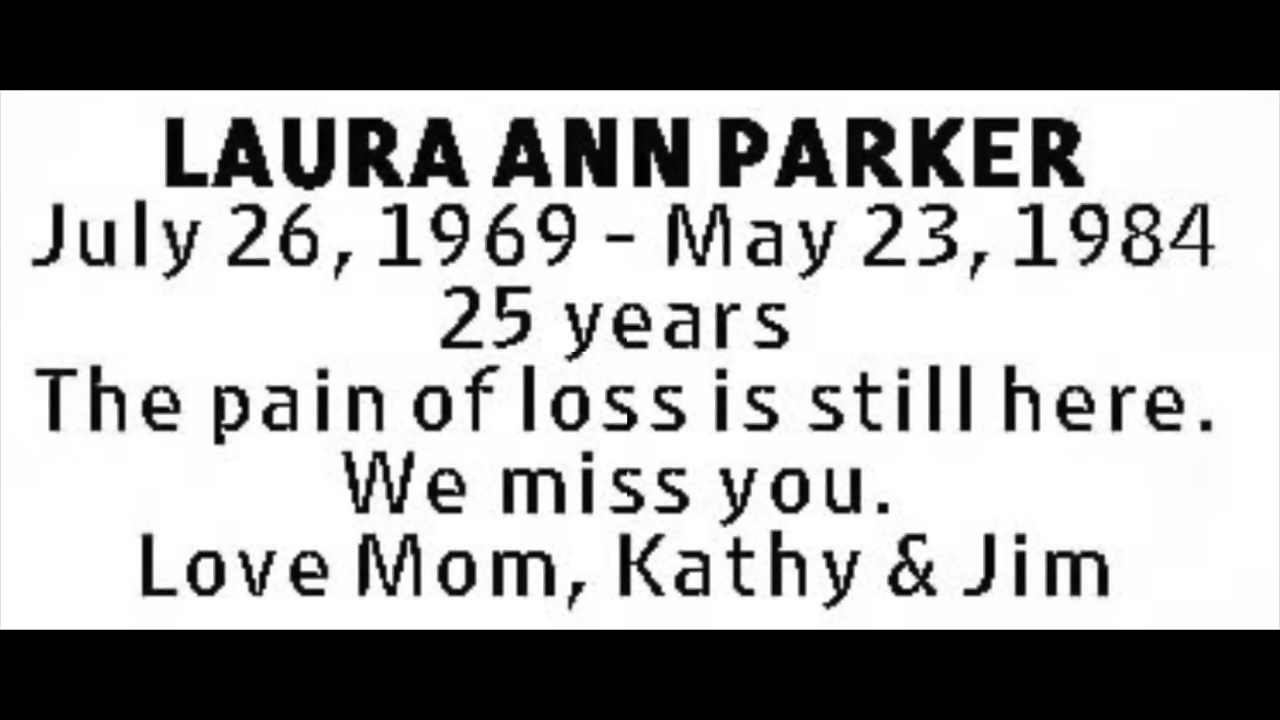 LAURA ANN PARKER
July 26, 1969 - May 23, 1984
25 years
The pain of loss is still here.
We miss you.
Love Mom, Kathy & Jim